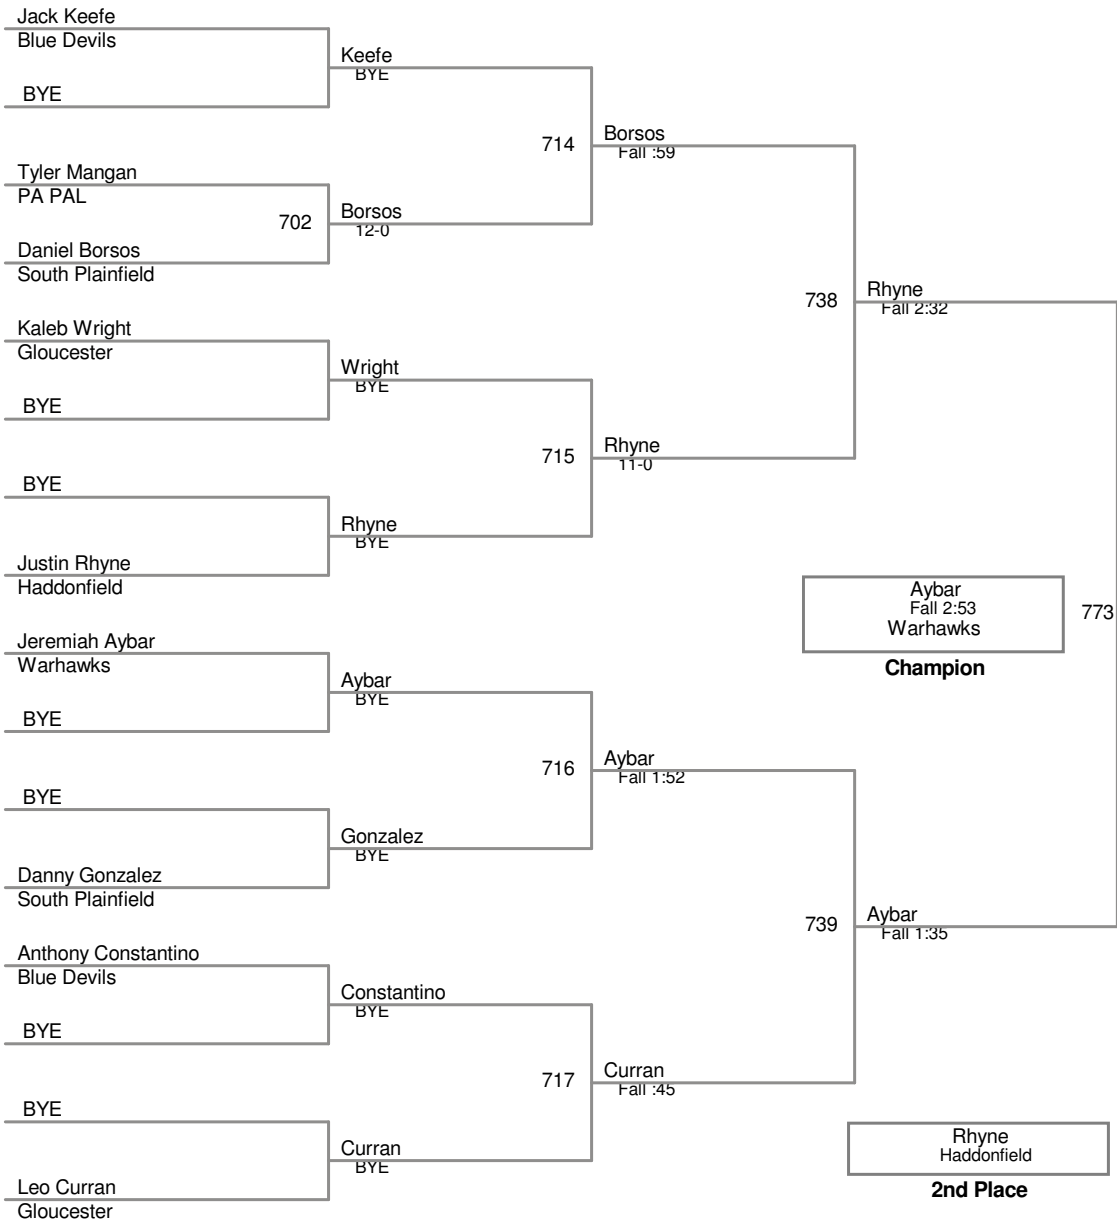 Jack Keefe
Blue Devils
Keefe
BYE
BYE
714
Borsos
Fall :59
Tyler Mangan
PA PAL
702
Borsos
12-0
Daniel Borsos
South Plainfield
738
Rhyne
Fall 2:32
Kaleb Wright
Gloucester
Wright
BYE
BYE
715
Rhyne
11-0
BYE
Rhyne
BYE
Justin Rhyne
Haddonfield
Aybar
Fall 2:53
Warhawks
773
Champion
Jeremiah Aybar
Warhawks
Aybar
BYE
BYE
716
Aybar
Fall 1:52
BYE
Gonzalez
BYE
Danny Gonzalez
South Plainfield
739
Aybar
Fall 1:35
Anthony Constantino
Blue Devils
Constantino
BYE
BYE
717
Curran
Fall :45
BYE
Curran
BYE
Leo Curran
Gloucester
Rhyne
Haddonfield
2nd Place